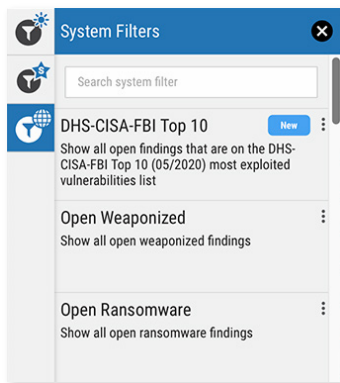 System Filters
S
Search system filter
DHS-CISA-FBI Top 10
New
Show all open findings that are on the DHS-
CISA-FBI Top 10 (05/2020) most exploited
vulnerabilities list
Open Weaponized
Show all open weaponized findings
Open Ransomware
Show all open ransomware findings